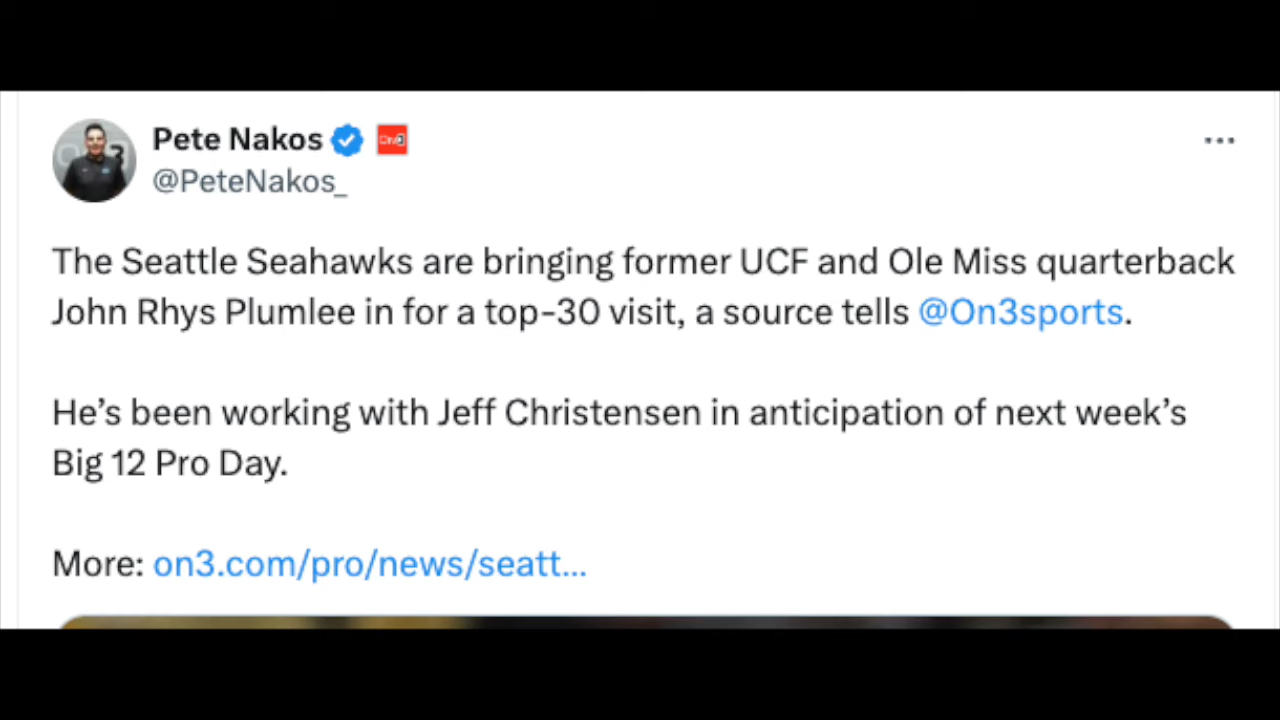 Pete Nakos On3
@PeteNakos_
The Seattle Seahawks are bringing former UCF and Ole Miss quarterback
John Rhys Plumlee in for a top-30 visit, a source tells @On3sports.
He’s been working with Jeff Christensen in anticipation of next week’s
Big 12 Pro Day.
More: on3.com/pro/news/seatt...